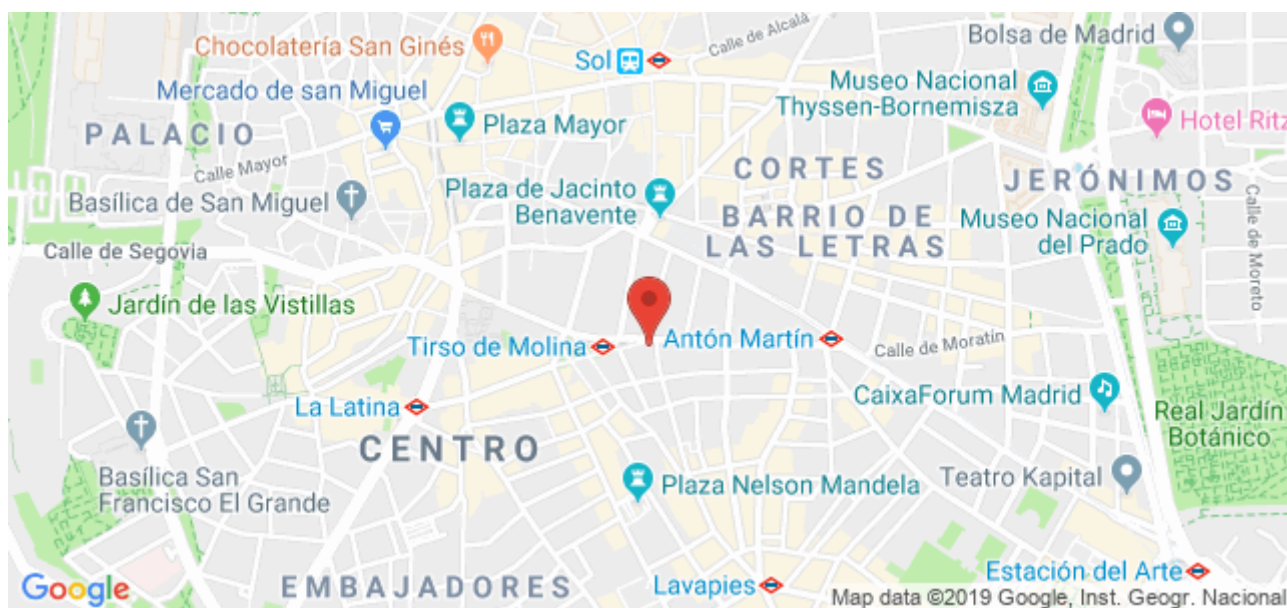 Chocolatería San Ginés
Calle de Alcalá
Bolsa de Madrid
Sol
Mercado de san Miguel
Museo Nacional
Thyssen-Bornemisza
Hotel Ritz
PALACIO
Plaza Mayor
Calle Mayor
CORTES
JERÓNIMOS
Basílica de San Miguel
Plaza de Jacinto
Benavente
BARRIO DE
LAS LETRAS
Museo Nacional
del Prado
Calle de Moreto
Calle de Segovia
Jardín de las Vistillas
Tirso de Molina
Antón Martín
Calle de Moratín
La Latina
CaixaForum Madrid
Real Jardín
Botánico
CENTRO
Basílica San
Francisco El Grande
Plaza Nelson Mandela
Teatro Kapital
EMBAJADORES
Lavapies
Estación del Arte
Google
Map data ©2019 Google, Inst. Geogr. Nacional